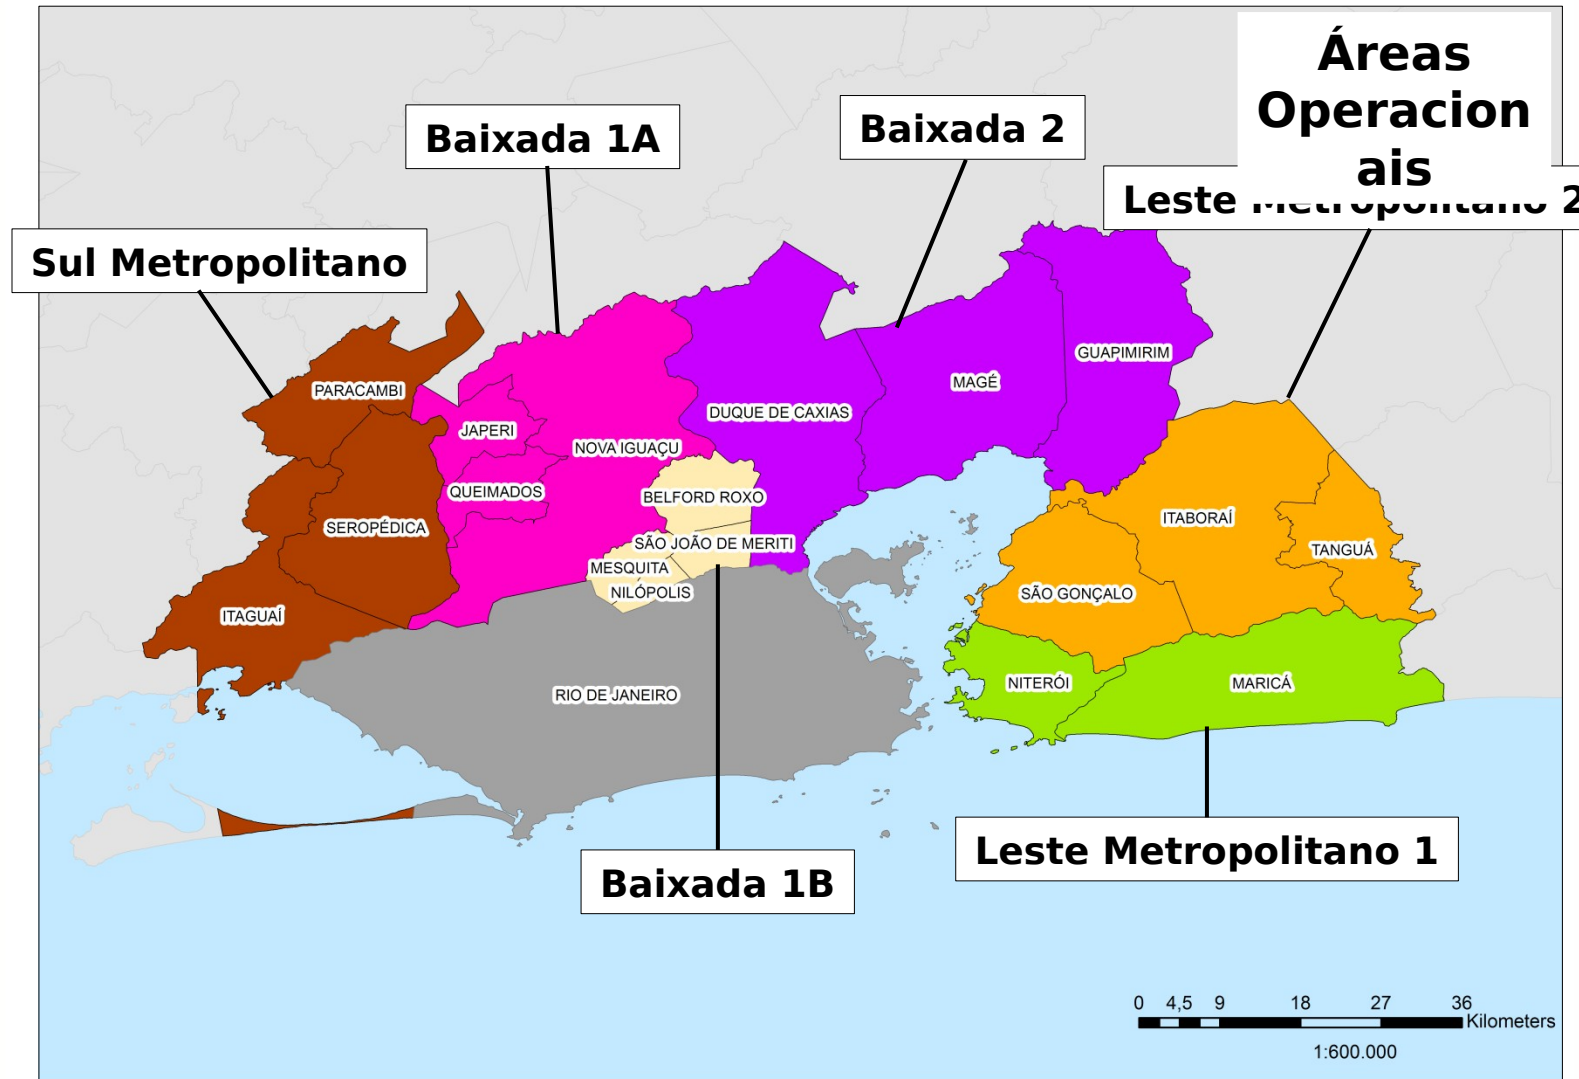 Áreas
Operacion
ais
Baixada 1A
Baixada 2
Leste Metropolitano 2
Sul Metropolitano
PARACAMBI
JAPERI
NOVA IGUAÇU
DUQUE DE CAXIAS
MAGÉ
GUAPIMIRIM
QUEIMADOS
BELFORD ROXO
SEROPÉDICA
SÃO JOÃO DE MERITI
MESQUITA
NILÓPOLIS
ITABORAÍ
TANGUÁ
SÃO GONÇALO
ITAGUAÍ
RIO DE JANEIRO
NITERÓI
MARICÁ
Leste Metropolitano 1
Baixada 1B
0 4,5 9 18 27 36
Kilometers
1:600.000